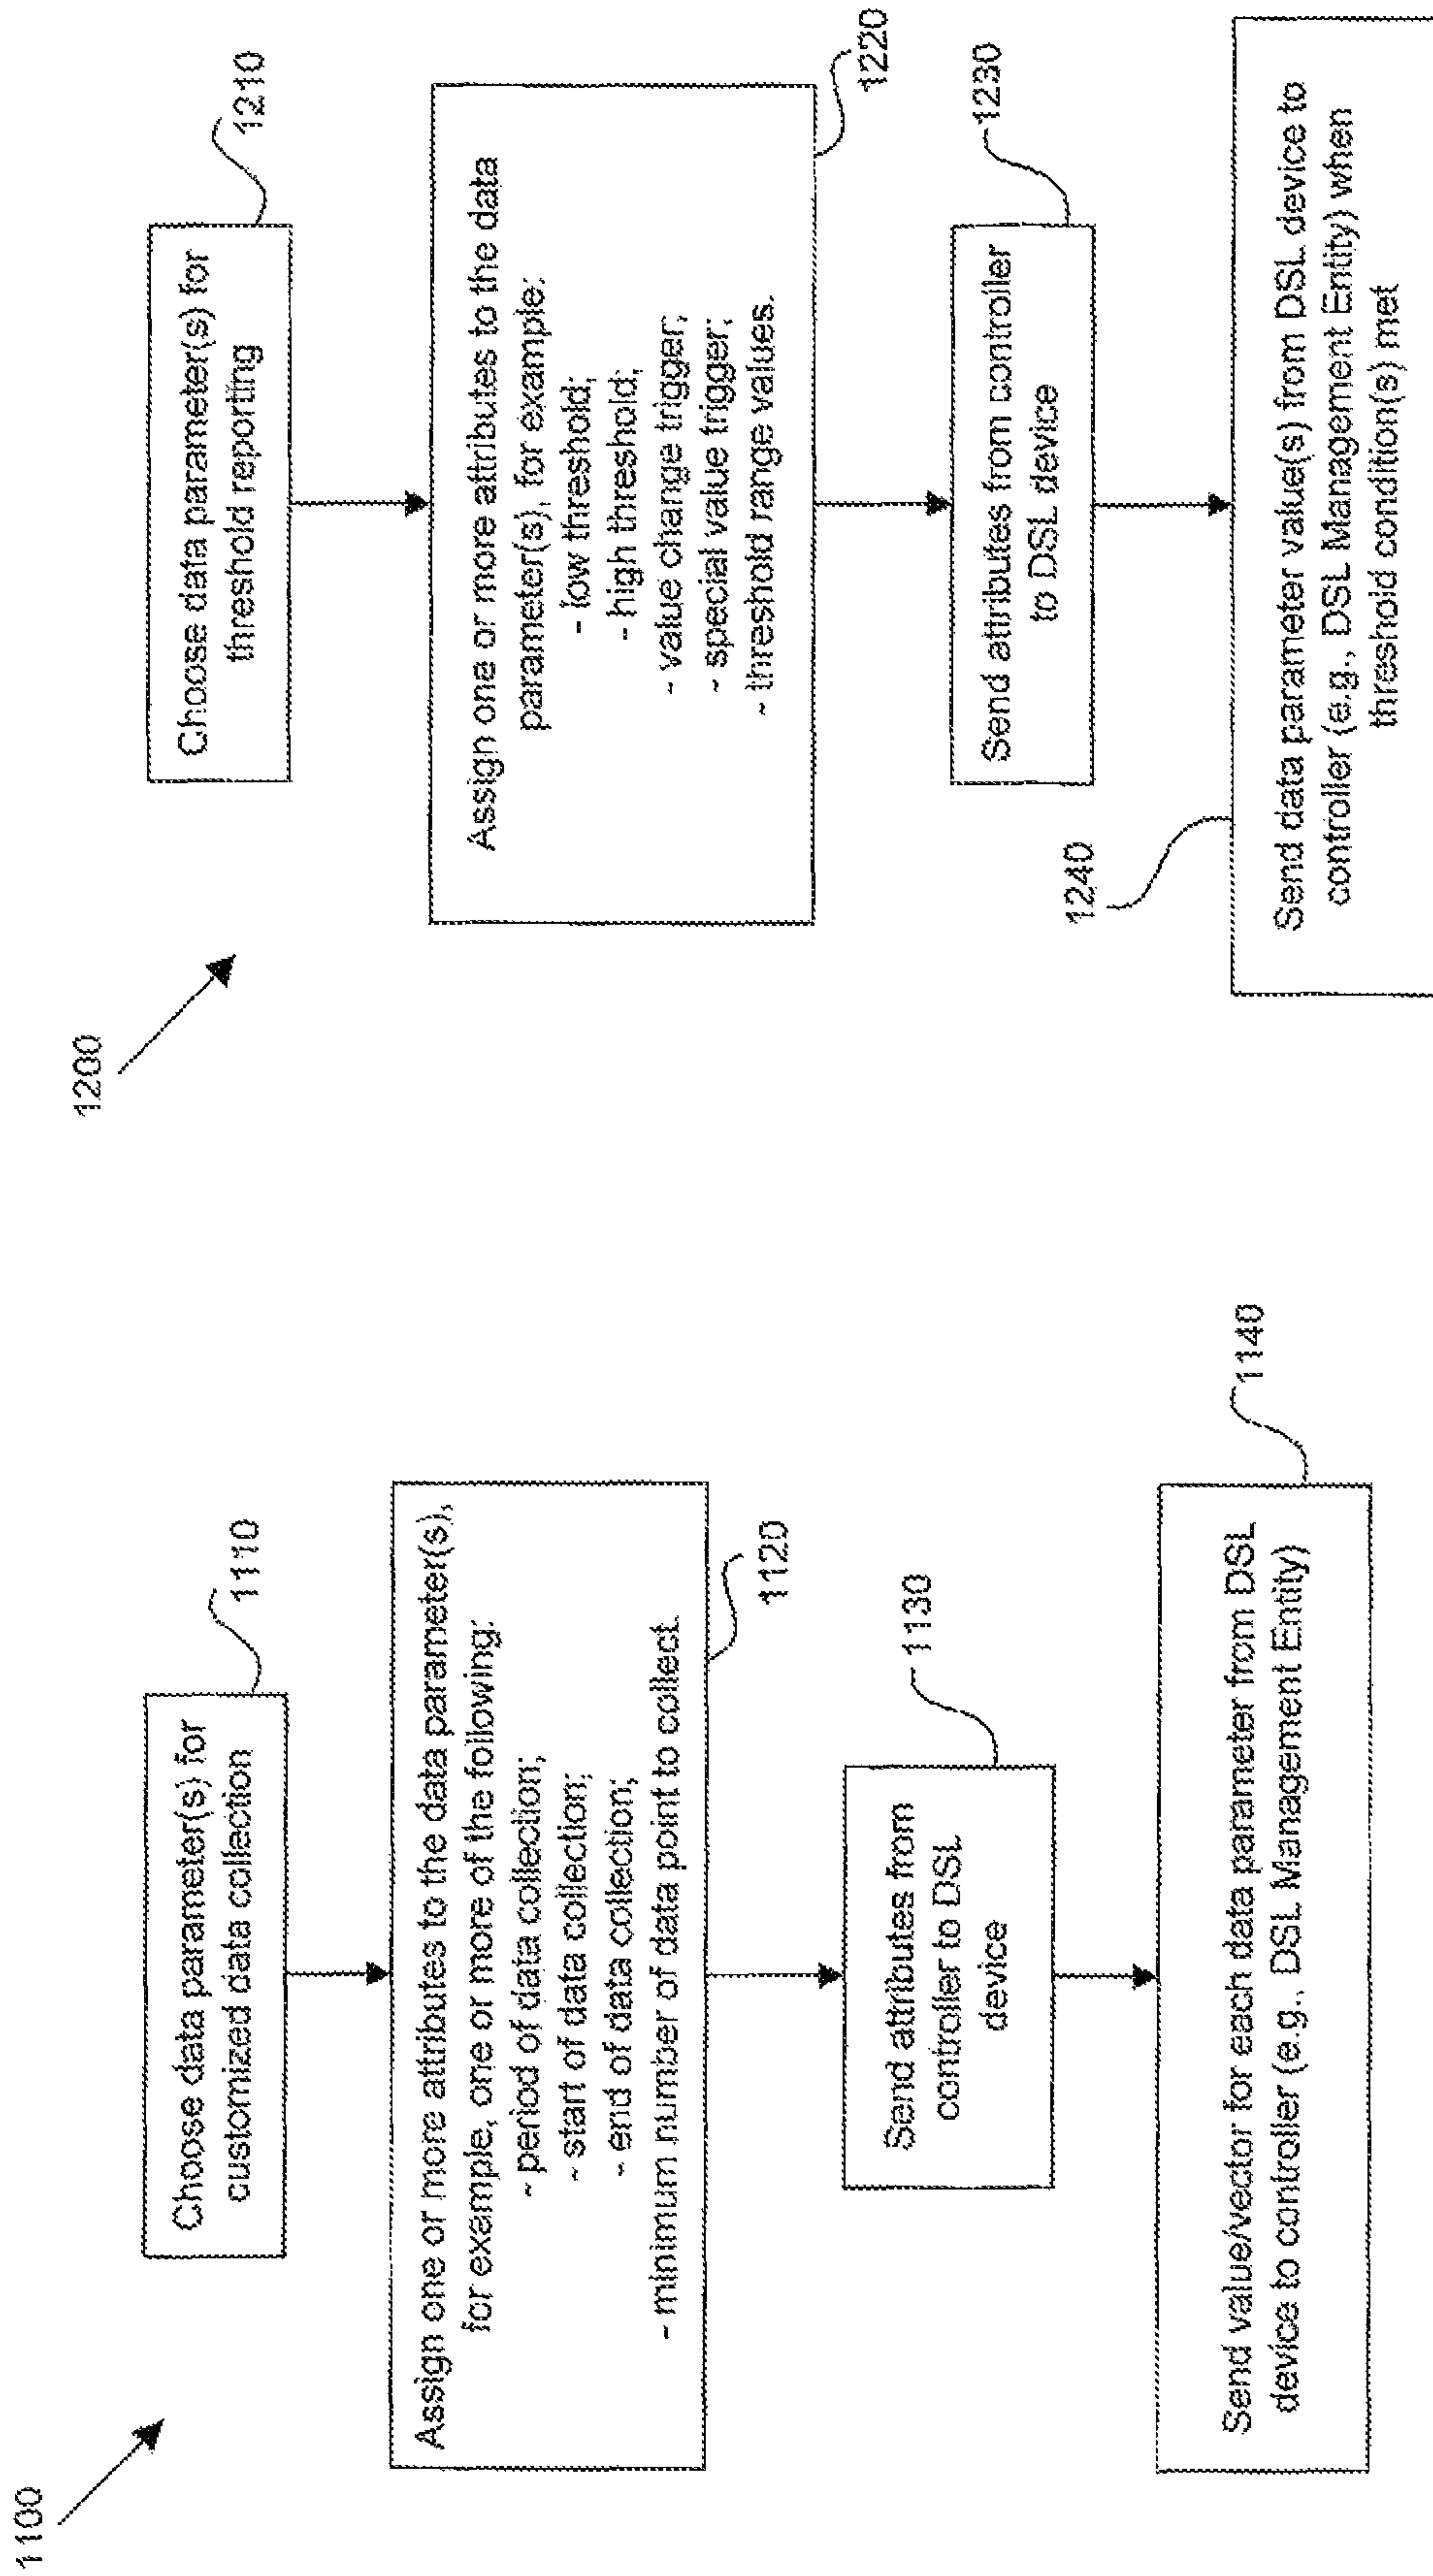 1100
Choose data parameter(s) for
customized data collection
1110
Assign one or more attributes to the data parameter(s),
for example, one or more of the following:
~ period of data collection;
~ start of data collection;
~ end of data collection;
~ minimum number of data point to collect.
1120
Send attributes from
controller to DSL
device
1130
Send value/vector for each data parameter from DSL
device to controller (e.g., DSL Management Entity)
1140
1200
Choose data parameter(s) for
threshold reporting
1210
Assign one or more attributes to the data
parameter(s), for example:
- low threshold;
- high threshold;
~ value change trigger;
~ special value trigger;
~ threshold range values.
1220
Send attributes from controller
to DSL device
1230
Send data parameter value(s) from DSL device to
controller (e.g., DSL Management Entity) when
threshold condition(s) met
1240